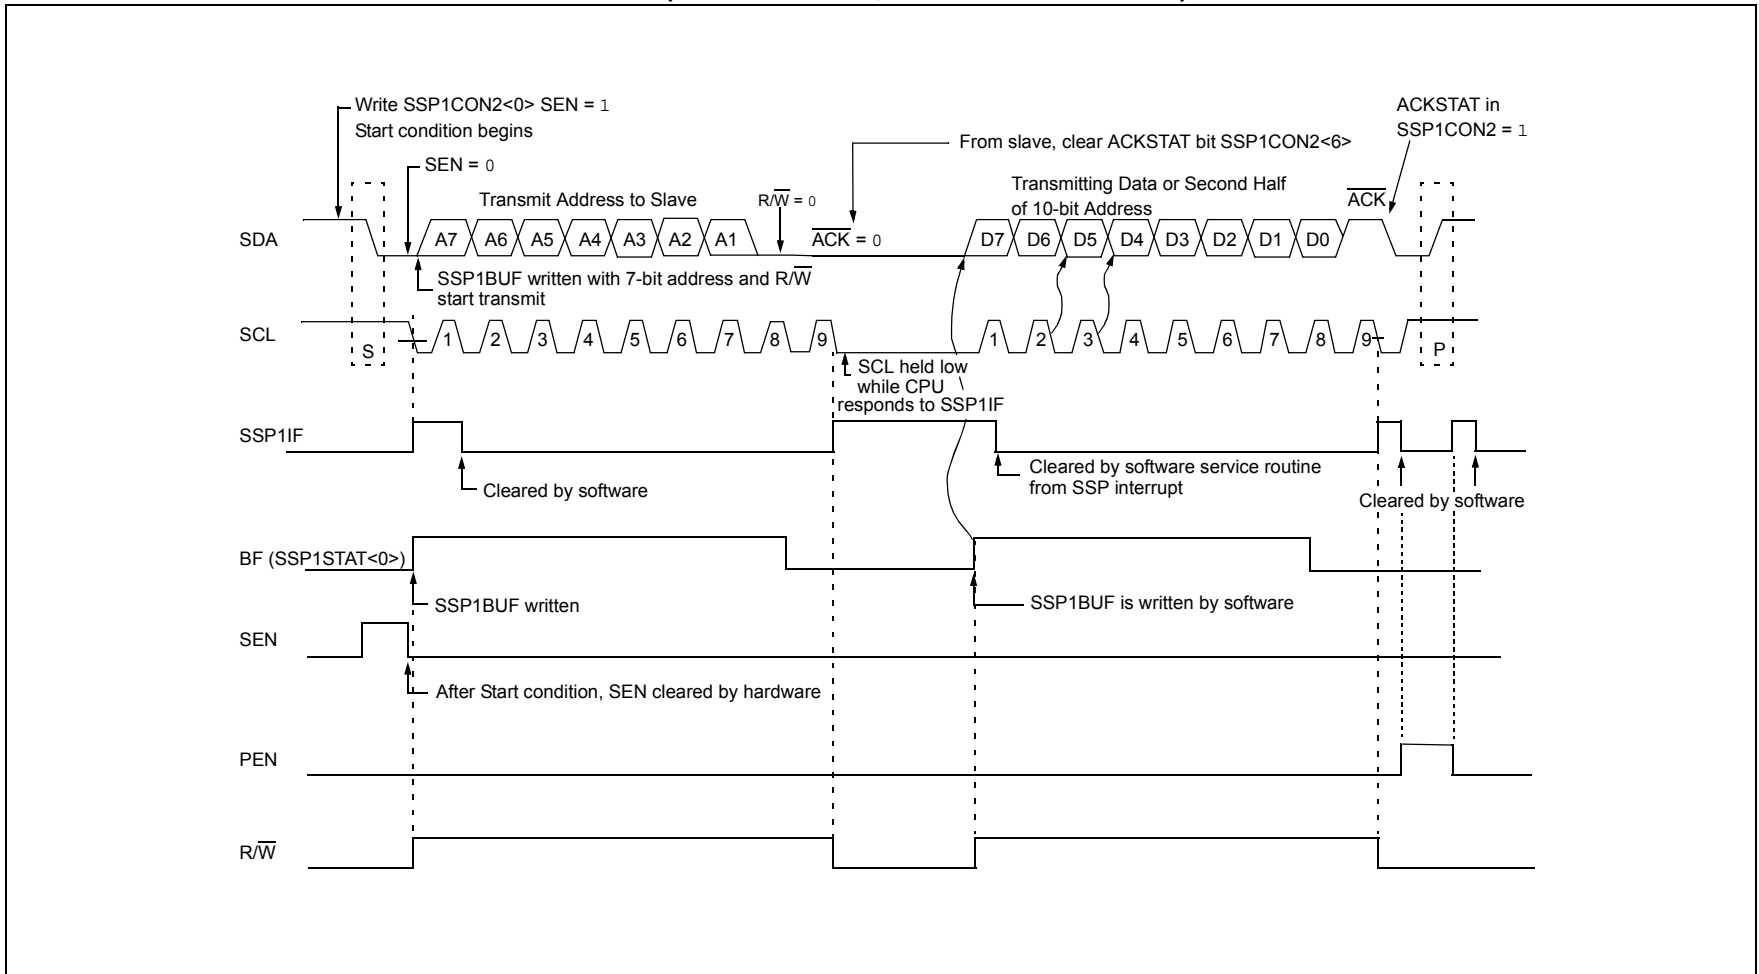 Write SSP1CON2<0> SEN = 1
Start condition begins
ACKSTAT in
SSP1CON2 = 1
From slave, clear ACKSTAT bit SSP1CON2<6>
SEN = 0
Transmit Address to Slave
R/W = 0
Transmitting Data or Second Half
of 10-bit Address
ACK
SDA
A7 A6 A5 A4 A3 A2 A1
ACK = 0
D7 D6 D5 D4 D3 D2 D1 D0
SSP1BUF written with 7-bit address and R/W
start transmit
SCL
S
1 2 3 4 5 6 7 8 9
1 2 3 4 5 6 7 8 9
P
SCL held low
while CPU
responds to SSP1IF
SSP1IF
Cleared by software
Cleared by software service routine
from SSP interrupt
Cleared by software
BF (SSP1STAT<0>)
SSP1BUF written
SSP1BUF is written by software
SEN
After Start condition, SEN cleared by hardware
PEN
R/W